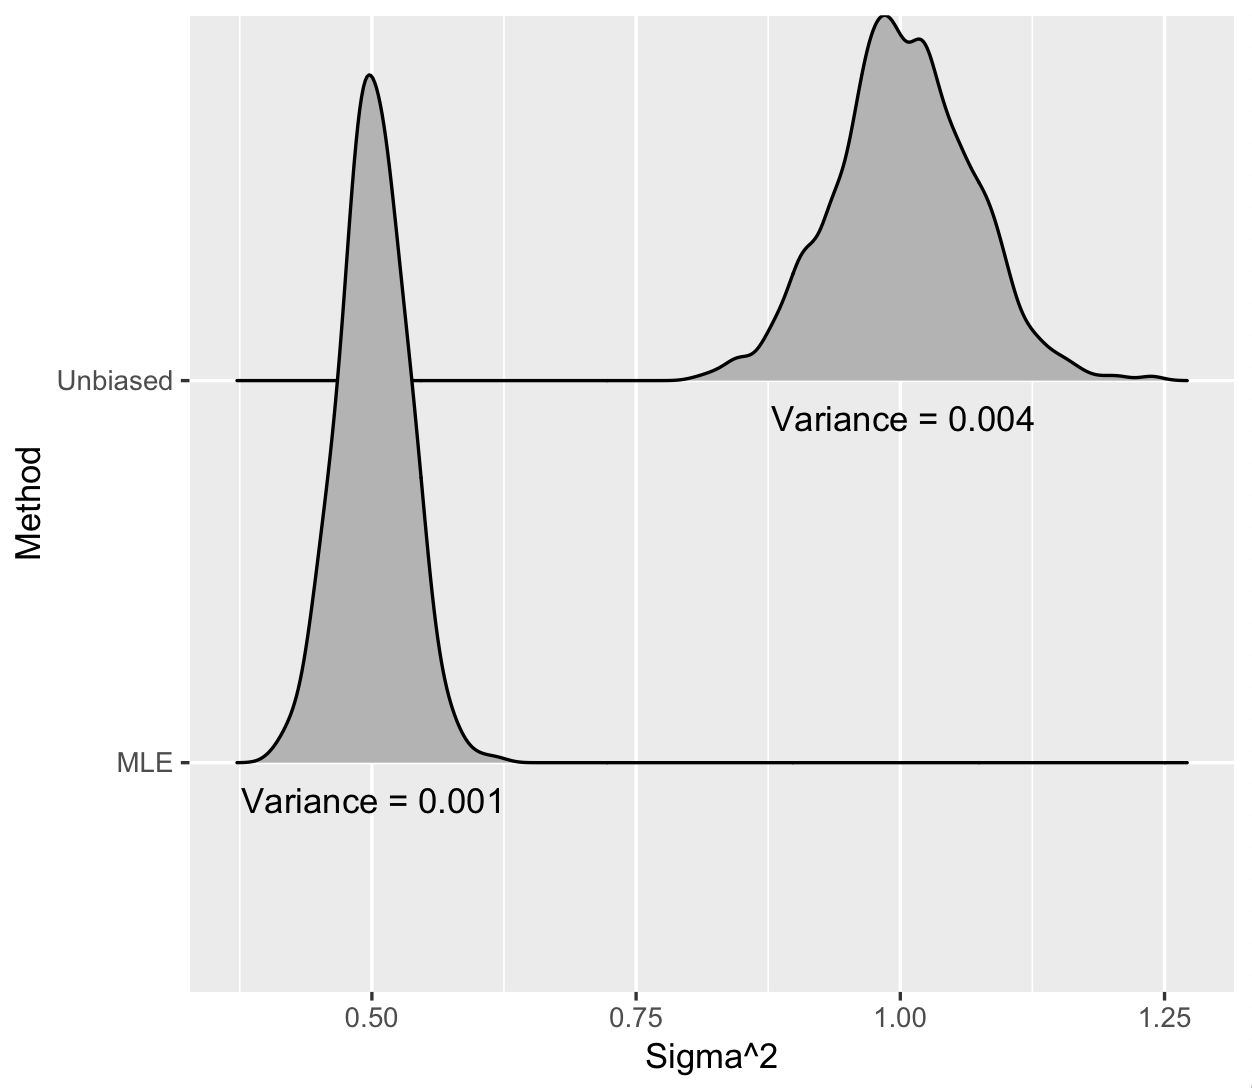 Unbiased
Variance = 0.004
Method
MLE
Variance = 0.001
0.50
0.75
1.00
1.25
Sigma^2